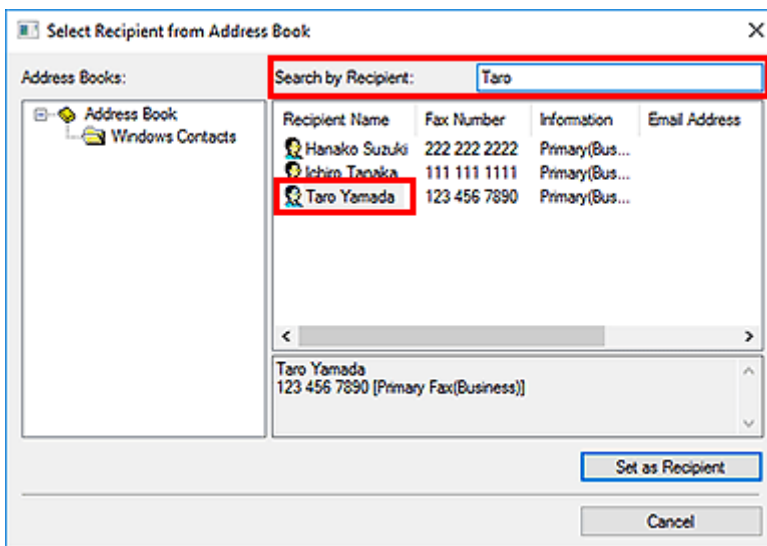 Select Recipient from Address Book
Address Books:
Search by Recipient: Taro
Address Book
Windows Contacts
Recipient Name Fax Number Information Email Address
Hanako Suzuki 222 222 2222 Primary(Bus...
Ichiro Tanaka 111 111 1111 Primary(Bus...
Taro Yamada 123 456 7890 Primary(Bus...
Taro Yamada
123 456 7890 [Primary Fax(Business)]
Set as Recipient
Cancel